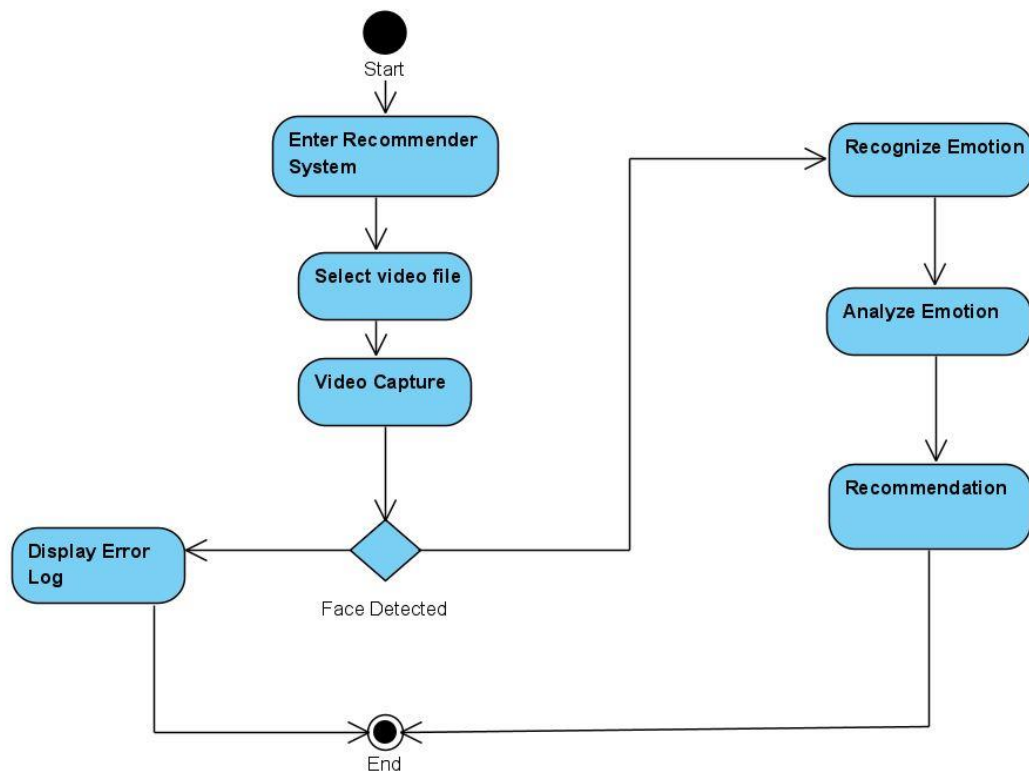 Start
Enter Recommender
System
Select video file
Video Capture
Face Detected
Display Error
Log
Recognize Emotion
Analyze Emotion
Recommendation
End